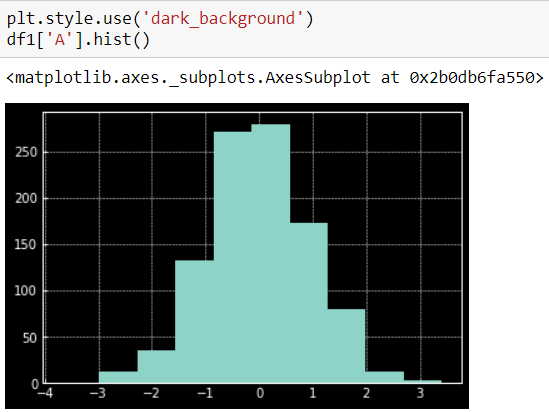 plt.style.use('dark_background')
df1['A'].hist()
<matplotlib.axes._subplots.AxesSubplot at 0x2b0db6fa550>
250
200
150
100
50
0
−4 −3 −2 −1 0 1 2 3